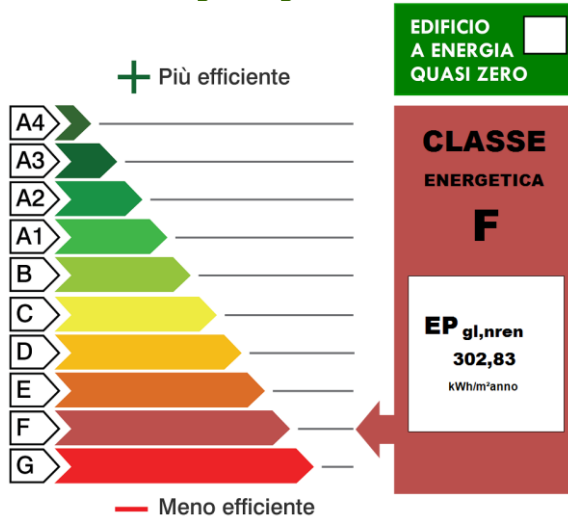 EDIFICIO
A ENERGIA
QUASI ZERO
+ Più efficiente
A4
A3
A2
A1
B
C
D
E
F
G
— Meno efficiente
CLASSE
ENERGETICA
F
EP gl,nren
302,83
kWh/m²anno